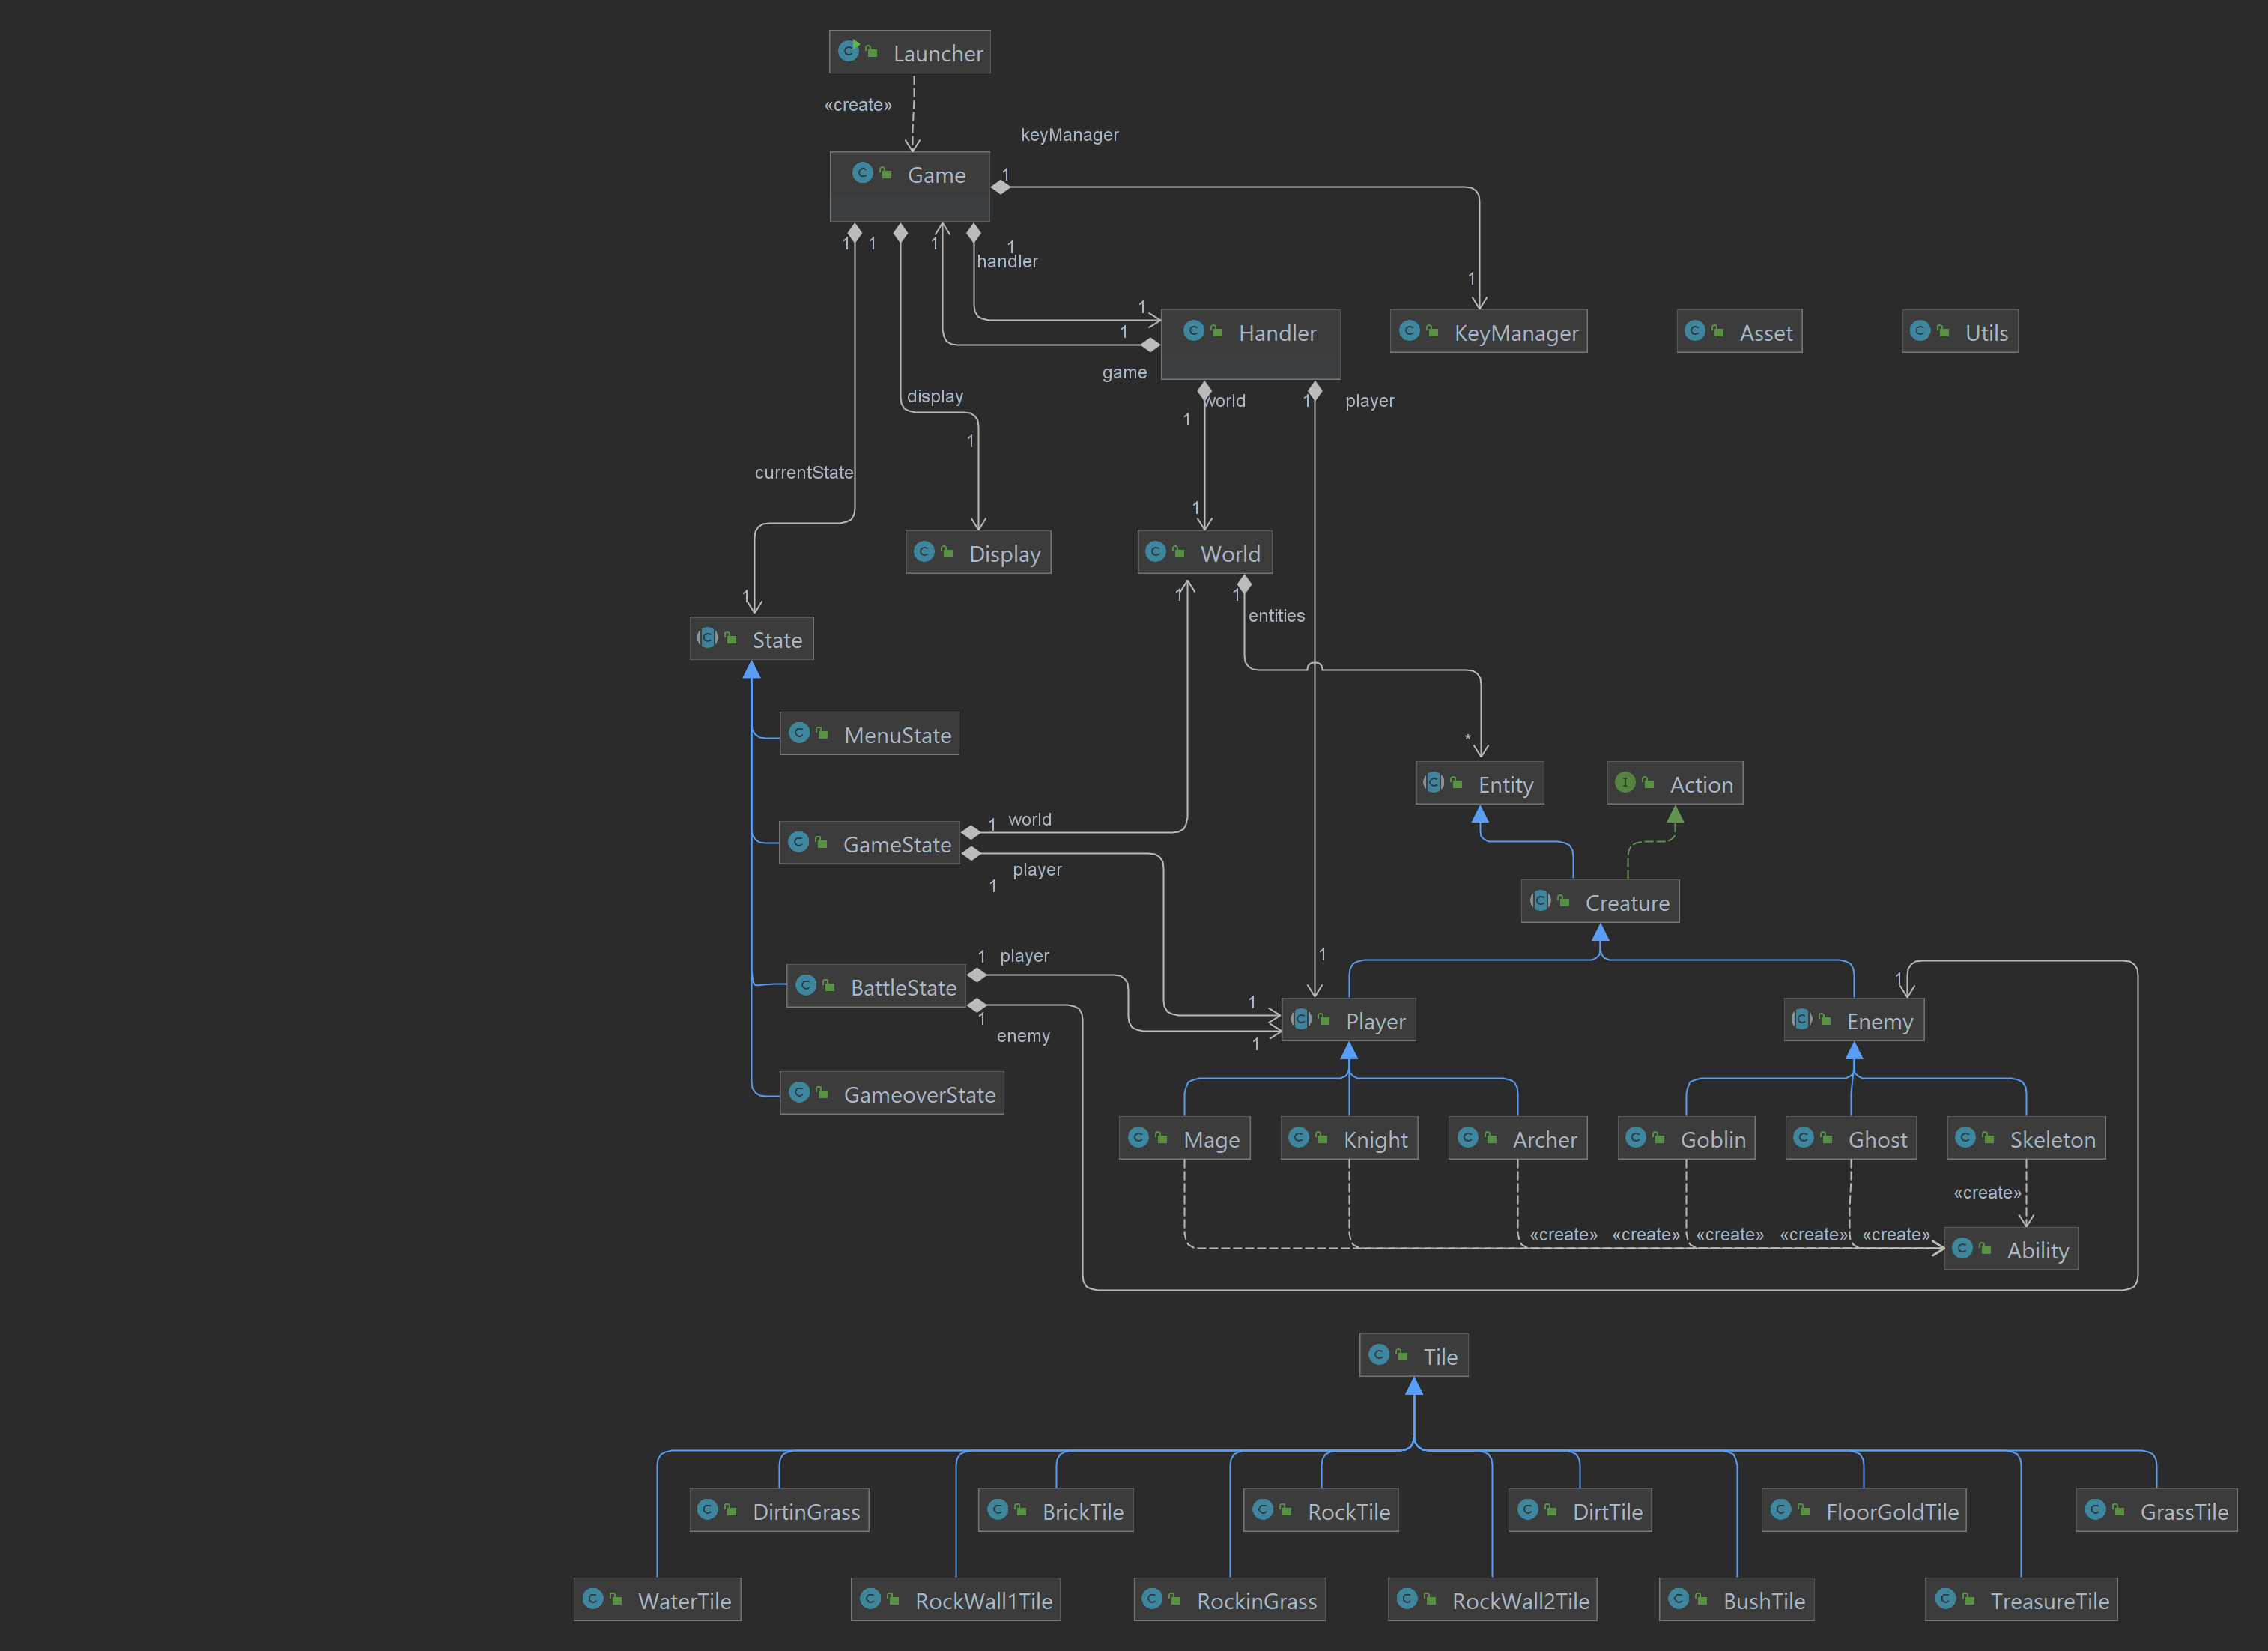 Launcher
«create»
keyManager
Game
1
1
1
1
1
handler
1
1
1
Handler
KeyManager
Asset
Utils
game
display
world
player
1
1
1
currentState
1
1
Display
World
1
1
1
entities
State
MenuState
*
Entity
Action
world
1
GameState
player
1
Creature
player
1
1
1
BattleState
1
1
Player
Enemy
enemy
1
GameoverState
Mage
Knight
Archer
Goblin
Ghost
Skeleton
«create»
«create» «create» «create» «create» «create»
Ability
Tile
DirtinGrass
BrickTile
RockTile
DirtTile
FloorGoldTile
GrassTile
WaterTile
RockWall1Tile
RockinGrass
RockWall2Tile
BushTile
TreasureTile